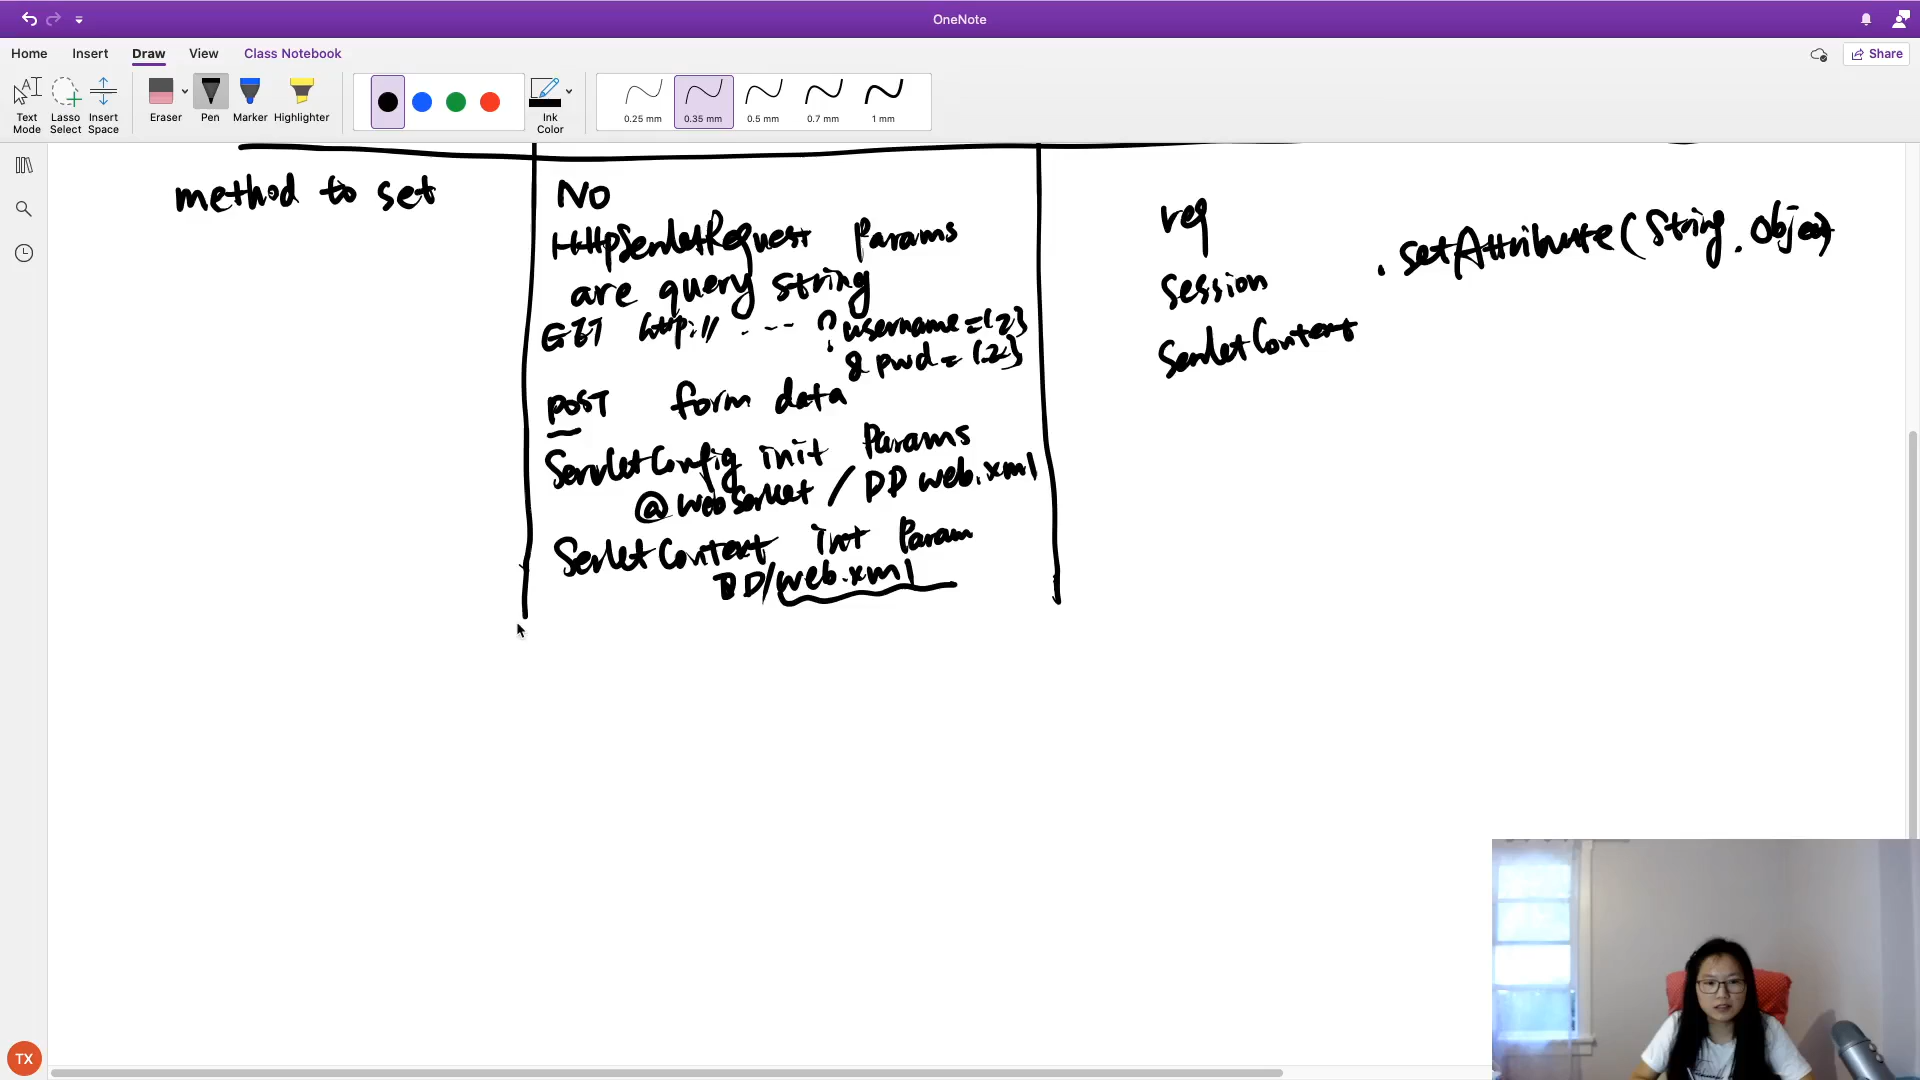 OneNote
Home Insert Draw View Class Notebook
Share
Text Mode
Lasso Select
Insert Space
Eraser
Pen
Marker
Highlighter
Ink Color
0.25 mm
0.35 mm
0.5 mm
0.7 mm
1 mm
method to set
NO
HttpServletRequest Params
are query string
GET http:// .--- ? username=123
& pwd = 123
POST form data
ServletConfig init Params
@WebServlet / DD web.xml
ServletContext int Param
DD/web.xml
req
session
ServletContext
.setAttribute(String, Object)
TX